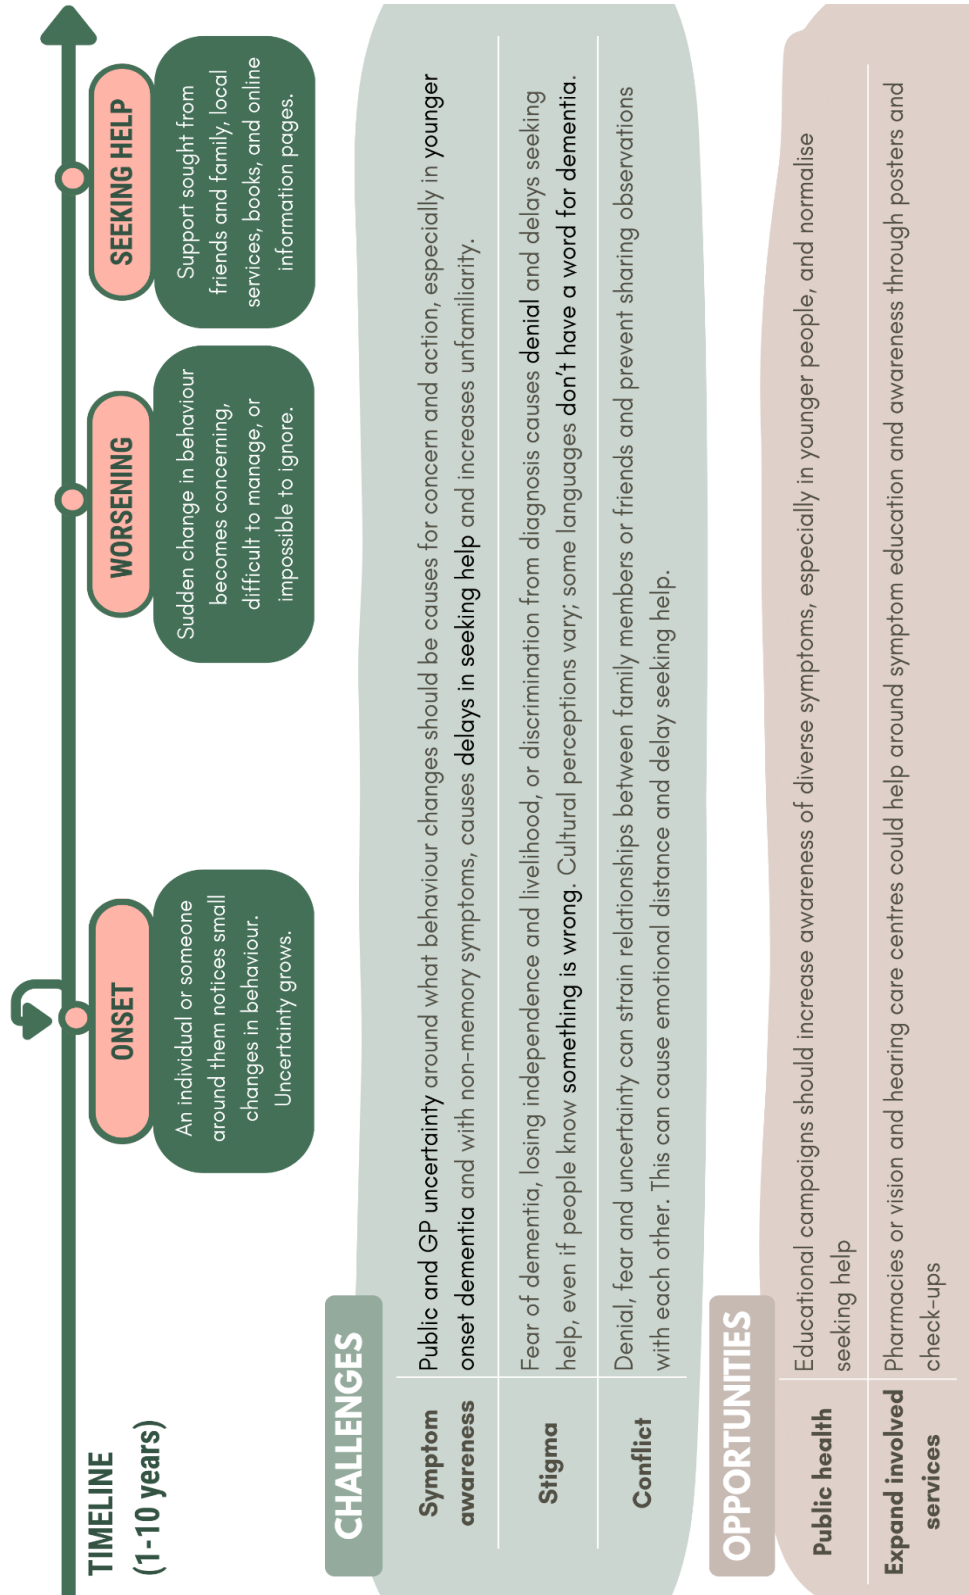 TIMELINE
(1-10 years)
ONSET
An individual or someone
around them notices small
changes in behaviour.
Uncertainty grows.
WORSENING
Sudden change in behaviour
becomes concerning,
difficult to manage, or
impossible to ignore.
SEEKING HELP
Support sought from
friends and family, local
services, books, and online
information pages.
CHALLENGES
Symptom
awareness
Public and GP uncertainty around what behaviour changes should be causes for concern and action, especially in younger
onset dementia and with non-memory symptoms, causes delays in seeking help and increases unfamiliarity.
Stigma
Fear of dementia, losing independence and livelihood, or discrimination from diagnosis causes denial and delays seeking
help, even if people know something is wrong. Cultural perceptions vary; some languages don't have a word for dementia.
Conflict
Denial, fear and uncertainty can strain relationships between family members or friends and prevent sharing observations
with each other. This can cause emotional distance and delay seeking help.
OPPORTUNITIES
Public health
Educational campaigns should increase awareness of diverse symptoms, especially in younger people, and normalise
seeking help
Expand involved
services
Pharmacies or vision and hearing care centres could help around symptom education and awareness through posters and
check-ups